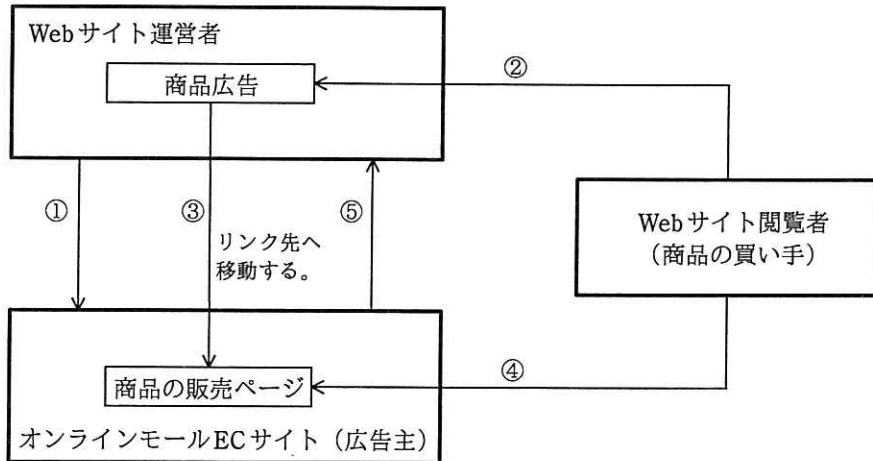 Webサイト運営者
商品広告
②
①
③
⑤
リンク先へ
移動する。
Webサイト閲覧者
(商品の買い手)
商品の販売ページ
④
オンラインモールECサイト(広告主)